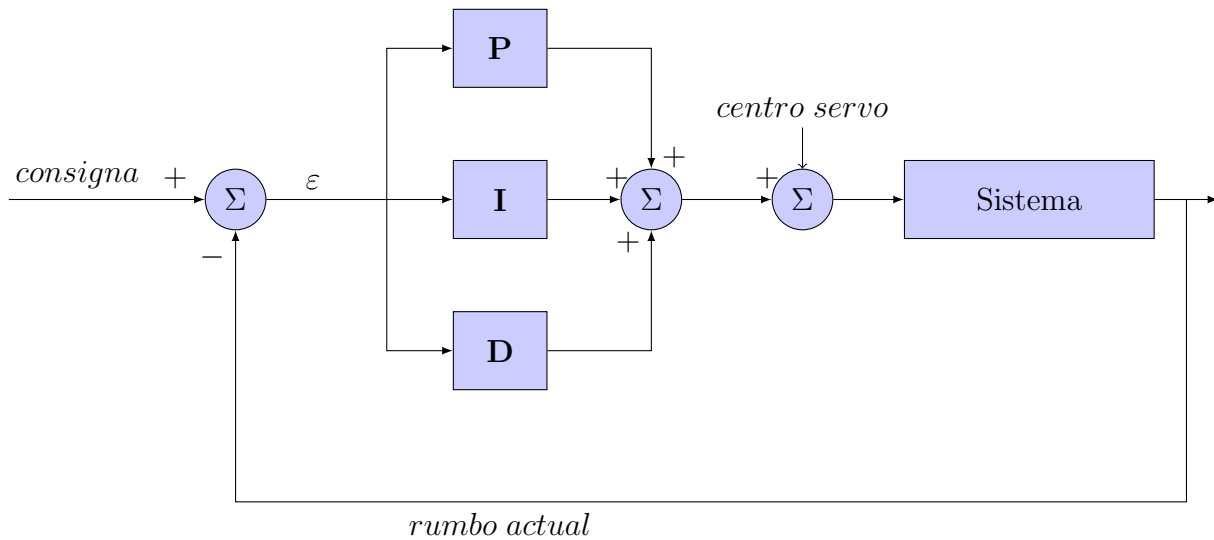 P
centro servo
consigna + ε + + +
Σ I Σ Σ Sistema
− +
D
rumbo actual